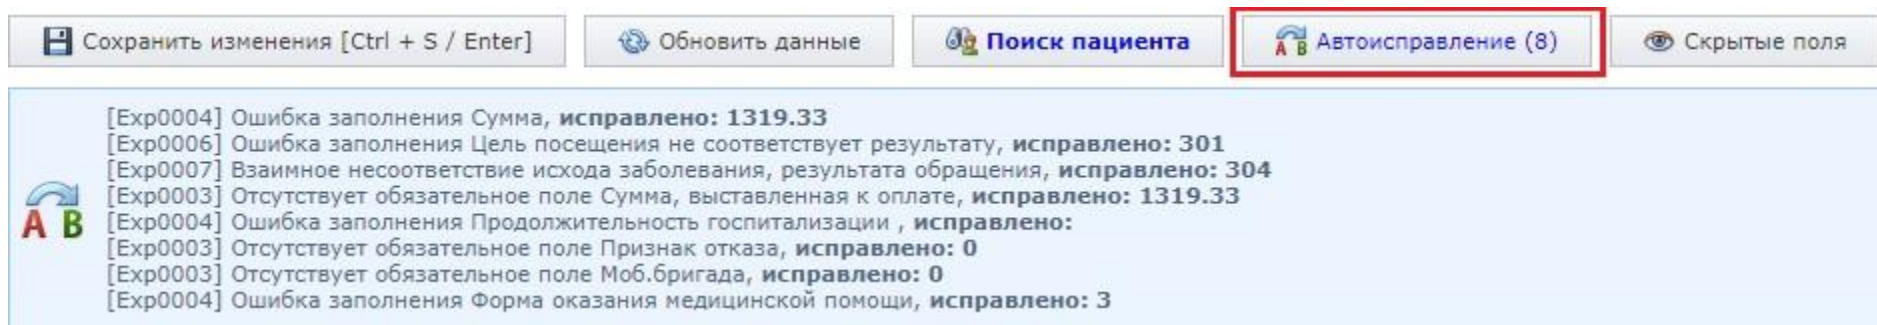 Сохранить изменения [Ctrl + S / Enter] Обновить данные Поиск пациента Автоисправление (8) Скрытые поля
[Exp0004] Ошибка заполнения Сумма, исправлено: 1319.33
[Exp0006] Ошибка заполнения Цель посещения не соответствует результату, исправлено: 301
[Exp0007] Взаимное несоответствие исхода заболевания, результата обращения, исправлено: 304
[Exp0003] Отсутствует обязательное поле Сумма, выставленная к оплате, исправлено: 1319.33
[Exp0004] Ошибка заполнения Продолжительность госпитализации , исправлено:
[Exp0003] Отсутствует обязательное поле Признак отказа, исправлено: 0
[Exp0003] Отсутствует обязательное поле Моб.бригада, исправлено: 0
[Exp0004] Ошибка заполнения Форма оказания медицинской помощи, исправлено: 3
A B